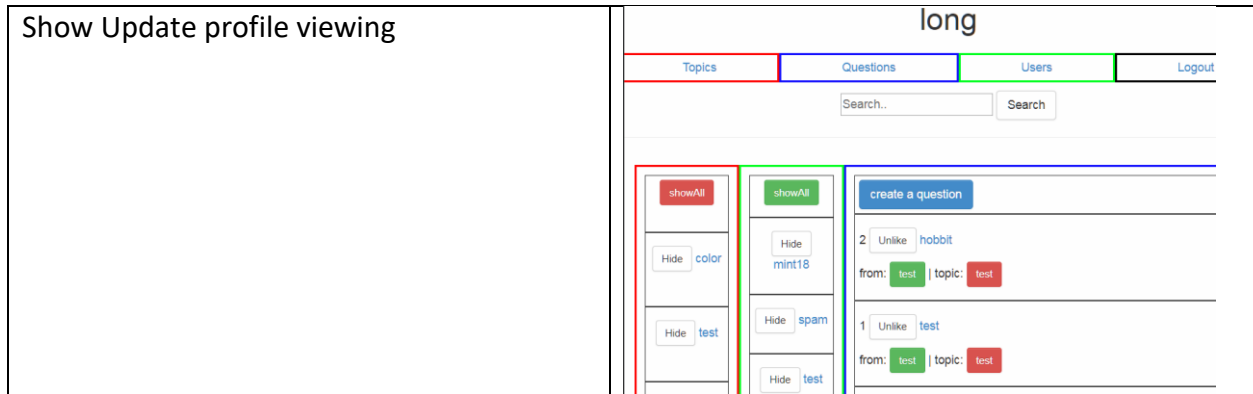 Show Update profile viewing
long
Topics Questions Users Logout
Search.. Search
showAll
Hide color
Hide test
showAll
Hide
mint18
Hide spam
Hide test
create a question
2 Unlike hobbit
from: test | topic: test
1 Unlike test
from: test | topic: test